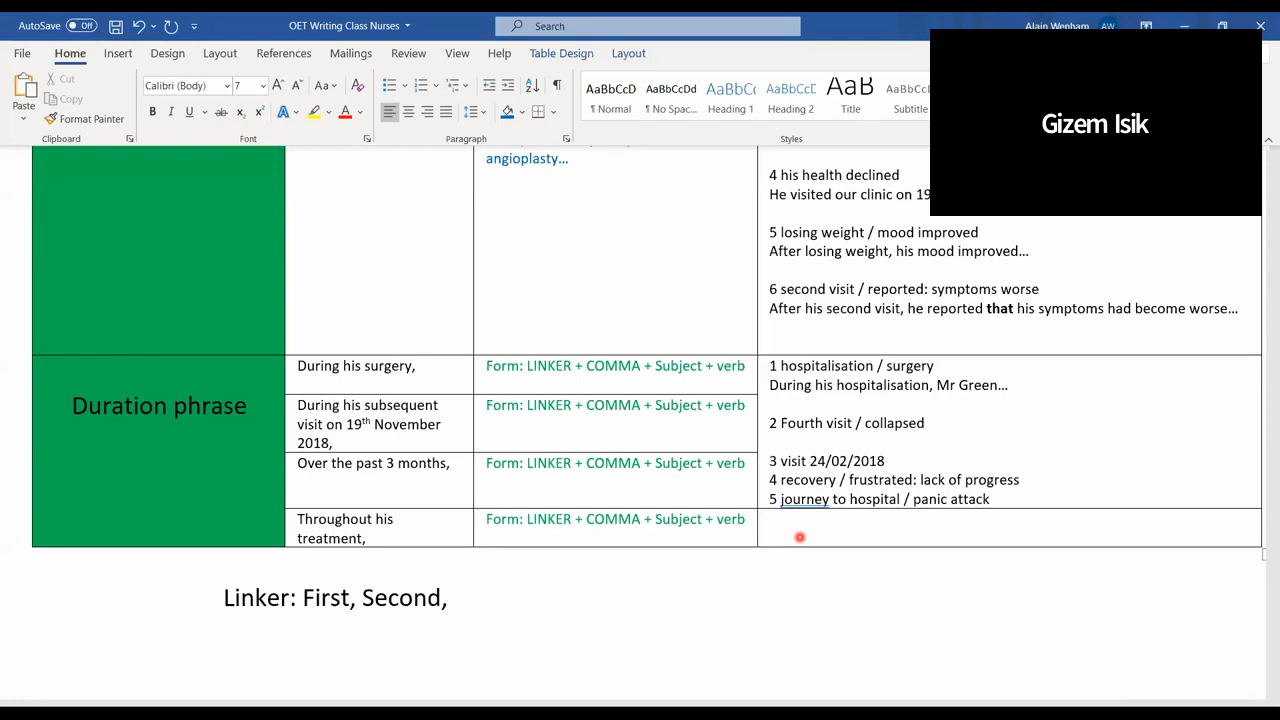 AutoSave Off OET Writing Class Nurses Search Alain Wenham AW
File Home Insert Design Layout References Mailings Review View Help Table Design Layout
Paste
Cut
Copy
Format Painter
Clipboard
Calibri (Body) 7
Font
Paragraph
AaBbCcD AaBbCcDd AaBbCc AaBbCcD AaB AaBbCcD
¶ Normal ¶ No Spac... Heading 1 Heading 2 Title Subtitle
Styles
Gizem Isik
angioplasty…
4 his health declined
He visited our clinic on 19
5 losing weight / mood improved
After losing weight, his mood improved…
6 second visit / reported: symptoms worse
After his second visit, he reported that his symptoms had become worse…
Duration phrase
During his surgery,
Form: LINKER + COMMA + Subject + verb
During his subsequent
visit on 19th November
2018,
Form: LINKER + COMMA + Subject + verb
Over the past 3 months,
Form: LINKER + COMMA + Subject + verb
1 hospitalisation / surgery
During his hospitalisation, Mr Green…
2 Fourth visit / collapsed
3 visit 24/02/2018
4 recovery / frustrated: lack of progress
5 journey to hospital / panic attack
Throughout his
treatment,
Form: LINKER + COMMA + Subject + verb
Linker: First, Second,